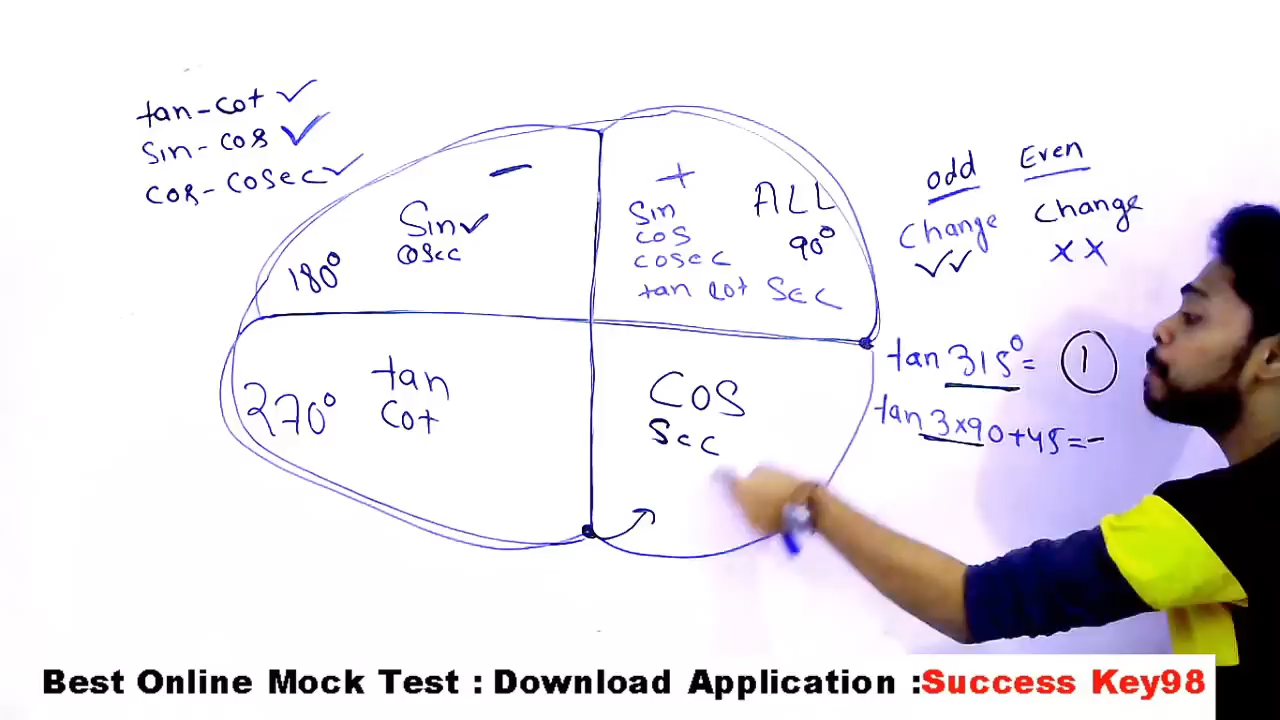 tan-cot ✓
sin-cos ✓
cos-cosec ✓
−
Sin ✓
cosec
180°
+
ALL
90°
Sin
cos
cosec
tan cot sec
270°
tan
cot
Cos
Sec
odd
Change
✓✓
Even
Change
✗✗
tan 315° = 1
tan 3×90+45=-
Best Online Mock Test : Download Application :Success Key98